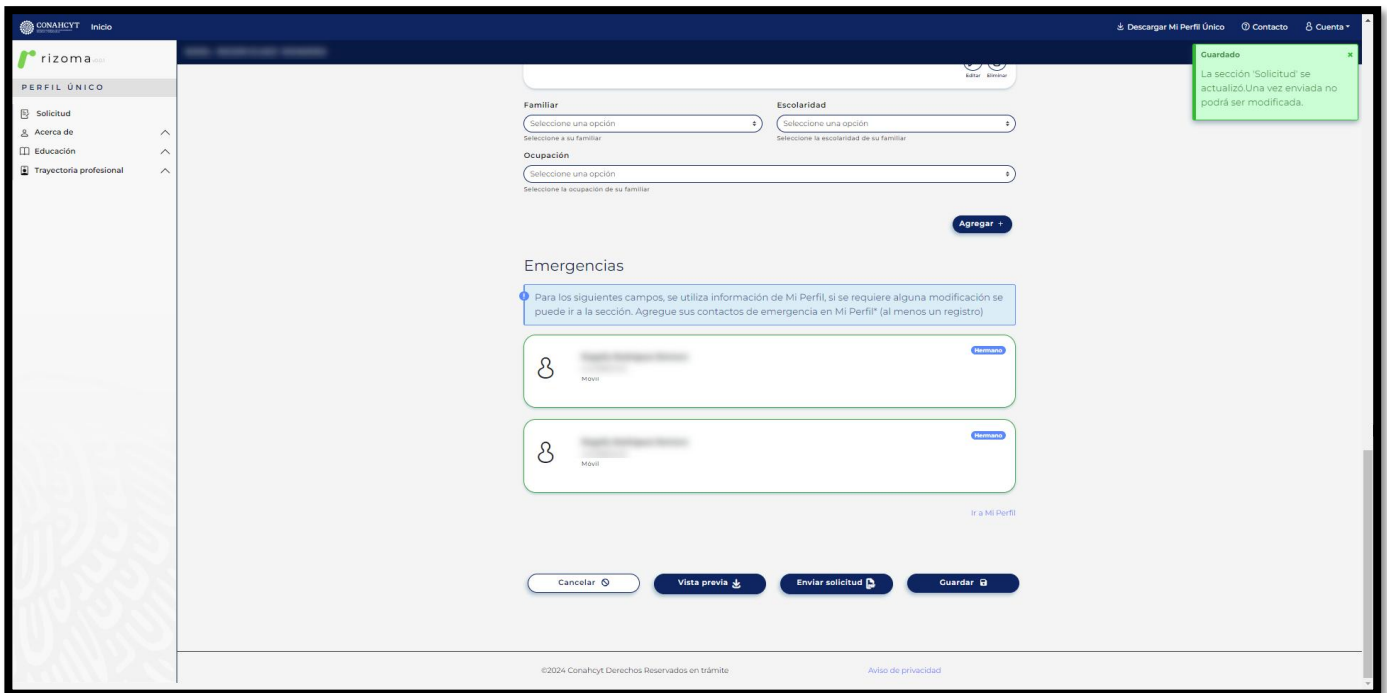 CONAHCYT Inicio
Descargar Mi Perfil Único Contacto Cuenta
rizoma
PERFIL ÚNICO
Solicitud
Acerca de
Educación
Trayectoria profesional
Guardado
La sección 'Solicitud' se
actualizó.Una vez enviada no
podrá ser modificada.
Editar Eliminar
Familiar Escolaridad
Seleccione una opción Seleccione una opción
Seleccione a su familiar Seleccione la escolaridad de su familiar
Ocupación
Seleccione una opción
Seleccione la ocupación de su familiar
Agregar +
Emergencias
Para los siguientes campos, se utiliza información de Mi Perfil, si se requiere alguna modificación se
puede ir a la sección. Agregue sus contactos de emergencia en Mi Perfil* (al menos un registro)
Hermano
Móvil
Hermano
Móvil
Ir a Mi Perfil
Cancelar Vista previa Enviar solicitud Guardar
©2024 Conahcyt Derechos Reservados en trámite Aviso de privacidad